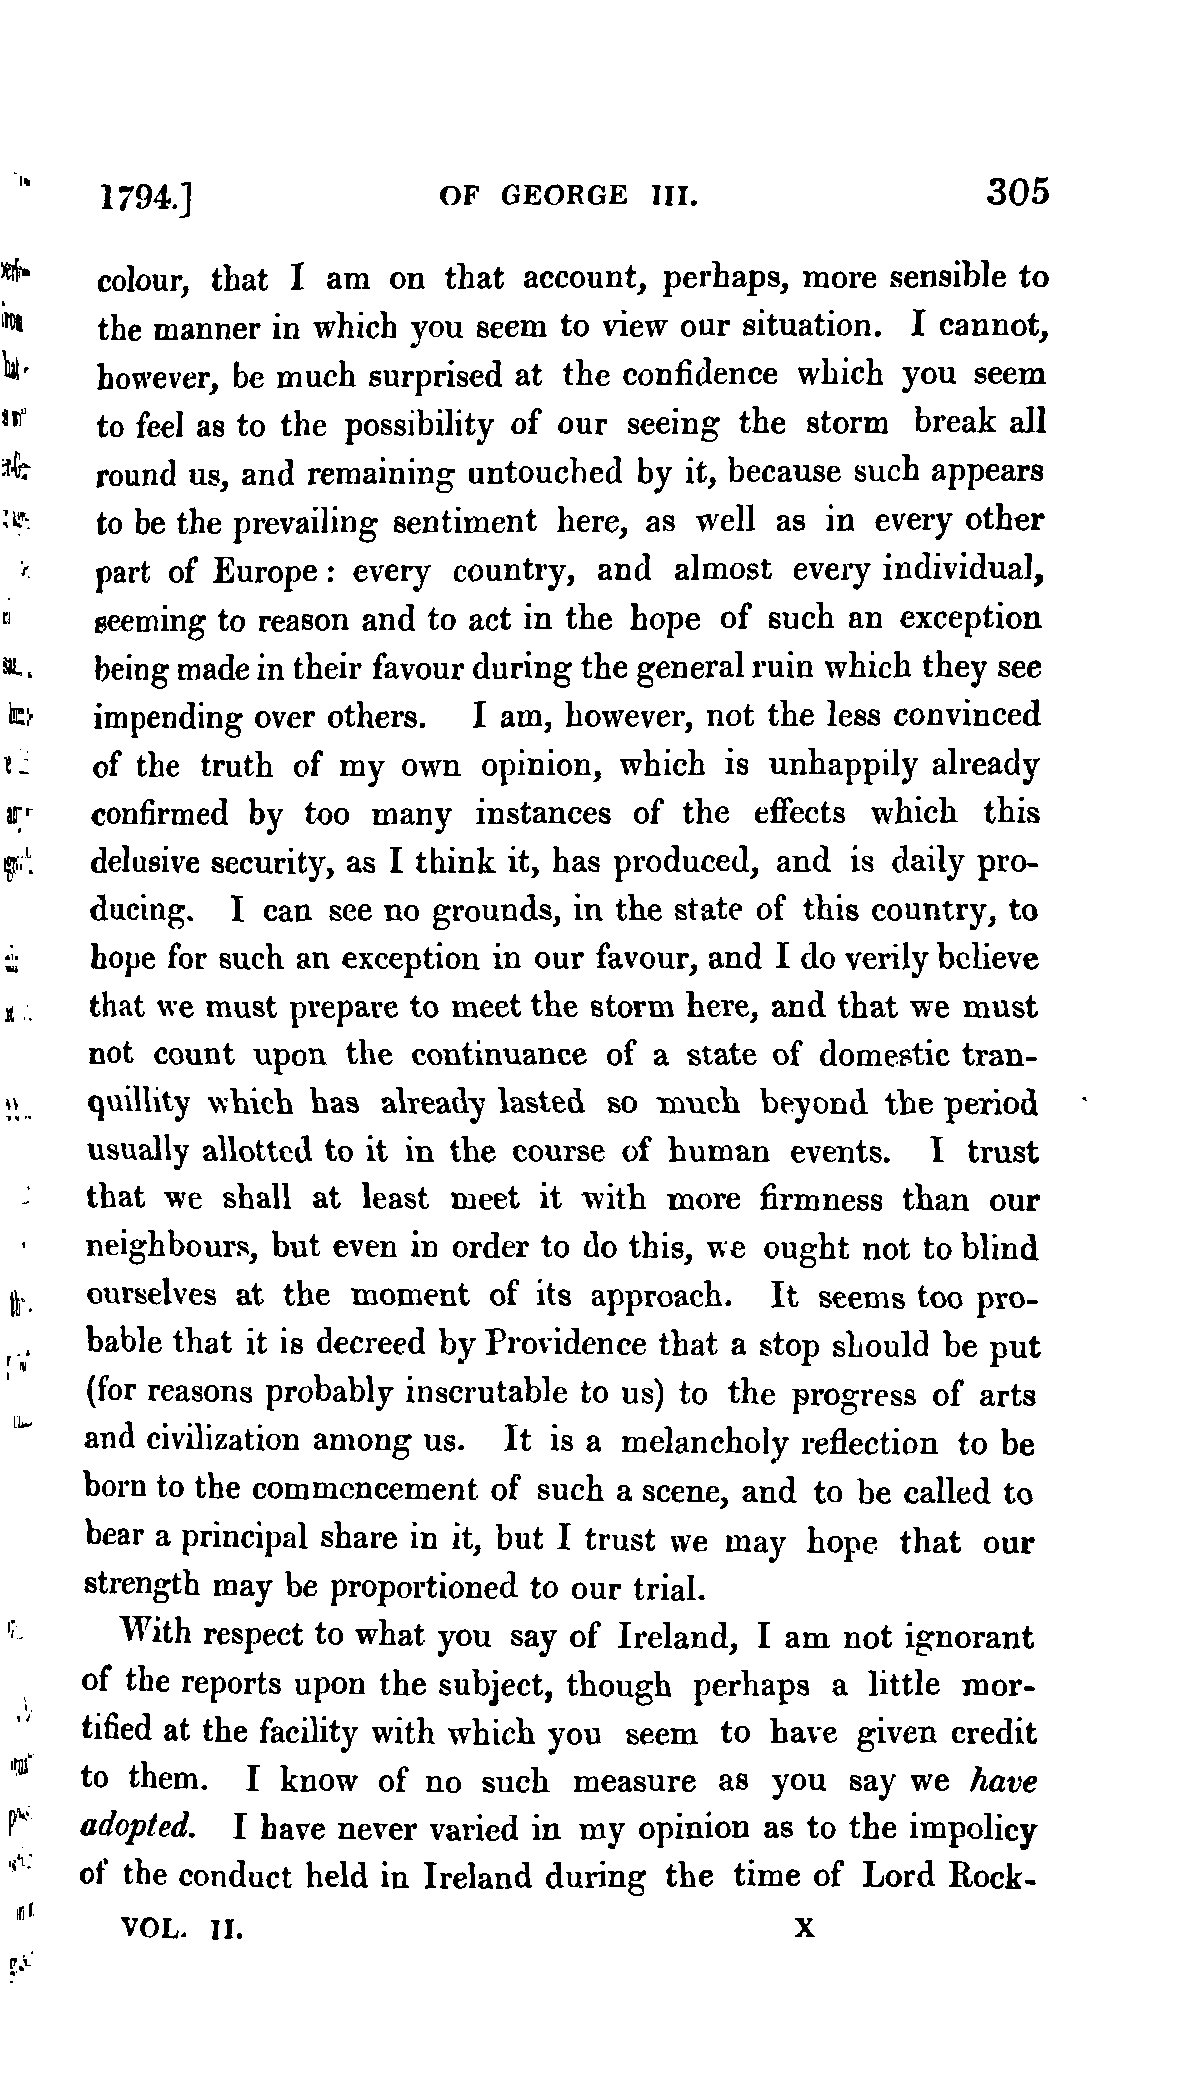 1794.] OF GEORGE III. 305
colour, that I am on that account, perhaps, more sensible to
the manner in which you seem to view our situation. I cannot,
however, be much surprised at the confidence which you seem
to feel as to the possibility of our seeing the storm break all
round us, and remaining untouched by it, because such appears
to be the prevailing sentiment here, as well as in every other
part of Europe : every country, and almost every individual,
seeming to reason and to act in the hope of such an exception
being made in their favour during the general ruin which they see
impending over others. I am, however, not the less convinced
of the truth of my own opinion, which is unhappily already
confirmed by too many instances of the effects which this
delusive security, as I think it, has produced, and is daily pro-
ducing. I can see no grounds, in the state of this country, to
hope for such an exception in our favour, and I do verily believe
that we must prepare to meet the storm here, and that we must
not count upon the continuance of a state of domestic tran-
quillity which has already lasted so much beyond the period
usually allotted to it in the course of human events. I trust
that we shall at least meet it with more firmness than our
neighbours, but even in order to do this, we ought not to blind
ourselves at the moment of its approach. It seems too pro-
bable that it is decreed by Providence that a stop should be put
(for reasons probably inscrutable to us) to the progress of arts
and civilization among us. It is a melancholy reflection to be
born to the commencement of such a scene, and to be called to
bear a principal share in it, but I trust we may hope that our
strength may be proportioned to our trial.
With respect to what you say of Ireland, I am not ignorant
of the reports upon the subject, though perhaps a little mor-
tified at the facility with which you seem to have given credit
to them. I know of no such measure as you say we have
adopted. I have never varied in my opinion as to the impolicy
of the conduct held in Ireland during the time of Lord Rock-
VOL. II. X